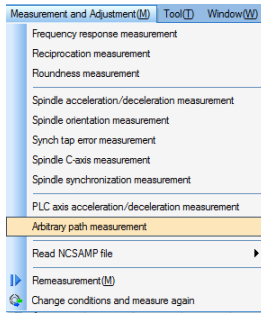 Measurement and Adjustment(M) Tool(T) Window(W)
Frequency response measurement
Reciprocation measurement
Roundness measurement
Spindle acceleration/deceleration measurement
Spindle orientation measurement
Synch tap error measurement
Spindle C-axis measurement
Spindle synchronization measurement
PLC axis acceleration/deceleration measurement
Arbitrary path measurement
Read NCSAMP file
Remeasurement(M)
Change conditions and measure again